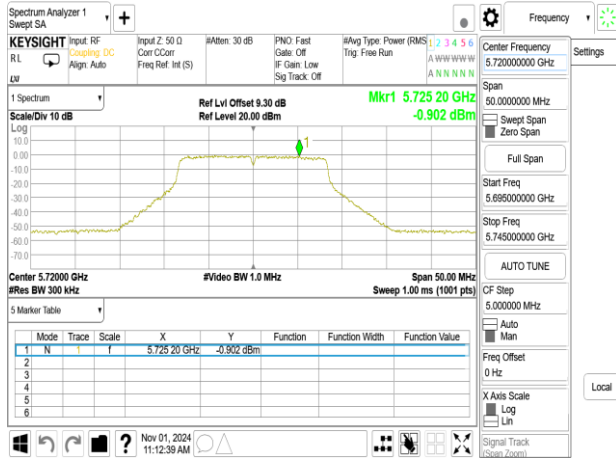 Spectrum Analyzer 1
Swept SA
+
Frequency
KEYSIGHT
RL
Input: RF
Coupling: DC
Align: Auto
Input Z: 50 Ω
Corr CCorr
Freq Ref: Int (S)
#Atten: 30 dB
PNO: Fast
Gate: Off
IF Gain: Low
Sig Track: Off
#Avg Type: Power (RMS
Trig: Free Run
1 2 3 4 5 6
A W W W W W
A N N N N N
1 Spectrum
Scale/Div 10 dB
Ref Lvl Offset 9.30 dB
Ref Level 20.00 dBm
Mkr1 5.725 20 GHz
-0.902 dBm
Log
10.0
0.00
-10.0
-20.0
-30.0
-40.0
-50.0
-60.0
-70.0
1
Center 5.72000 GHz
#Res BW 300 kHz
#Video BW 1.0 MHz
Span 50.00 MHz
Sweep 1.00 ms (1001 pts)
5 Marker Table
Mode Trace Scale X Y Function Function Width Function Value
1 N 1 f 5.725 20 GHz -0.902 dBm
2
3
4
5
6
Nov 01, 2024
11:12:39 AM
Center Frequency
5.720000000 GHz
Span
50.0000000 MHz
Swept Span
Zero Span
Full Span
Start Freq
5.695000000 GHz
Stop Freq
5.745000000 GHz
AUTO TUNE
CF Step
5.000000 MHz
Auto
Man
Freq Offset
0 Hz
X Axis Scale
Log
Lin
Signal Track
(Span Zoom)
Settings
Local